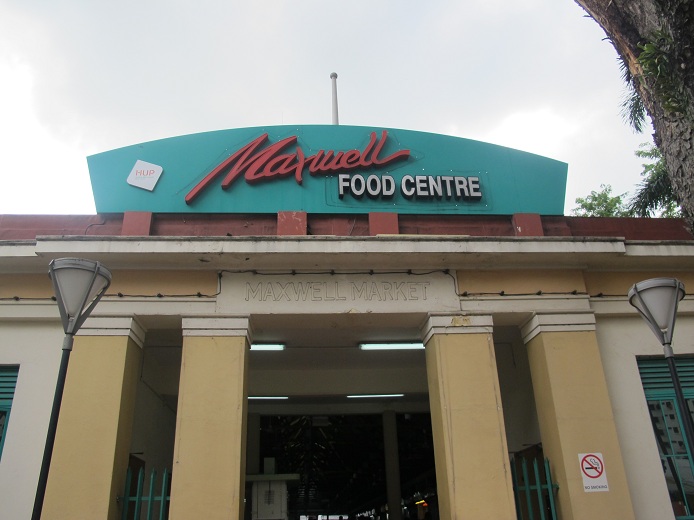 HUP
Maxwell
FOOD CENTRE
MAXWELL MARKET
NO SMOKING